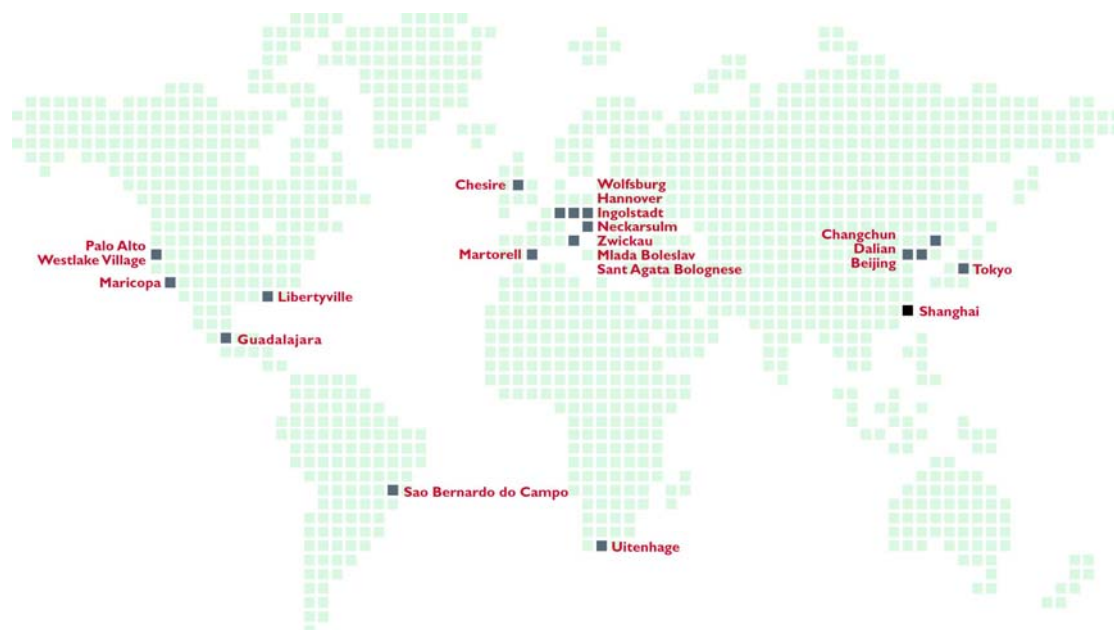 Chesire
Wolfsburg
Hannover
Ingolstadt
Neckarsulm
Zwickau
Mlada Boleslav
Sant Agata Bolognese
Martorell
Palo Alto
Westlake Village
Maricopa
Libertyville
Guadalajara
Changchun
Dalian
Beijing
Tokyo
Shanghai
Sao Bernardo do Campo
Uitenhage